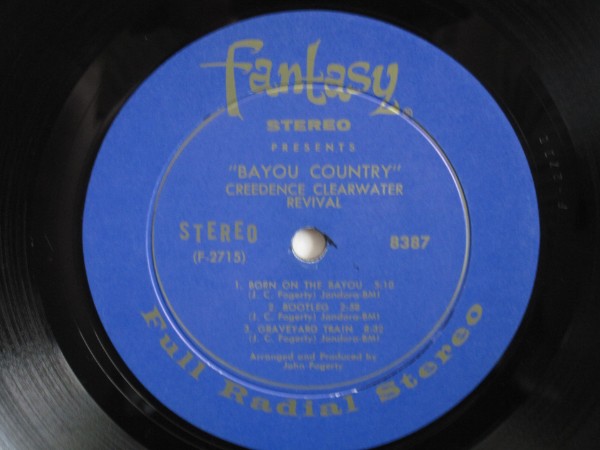 Fantasy
STEREO
PRESENTS
"BAYOU COUNTRY"
CREEDENCE CLEARWATER
REVIVAL
STEREO
(F-2715)
8387
1. BORN ON THE BAYOU 5:10
(J. C. Fogerty) Jondora-BMI
2. BOOTLEG 2:58
(J. C. Fogerty) Jondora-BMI
3. GRAVEYARD TRAIN 8:32
(J. C. Fogerty) Jondora-BMI
Arranged and Produced by
John Fogerty
Full Radial Stereo